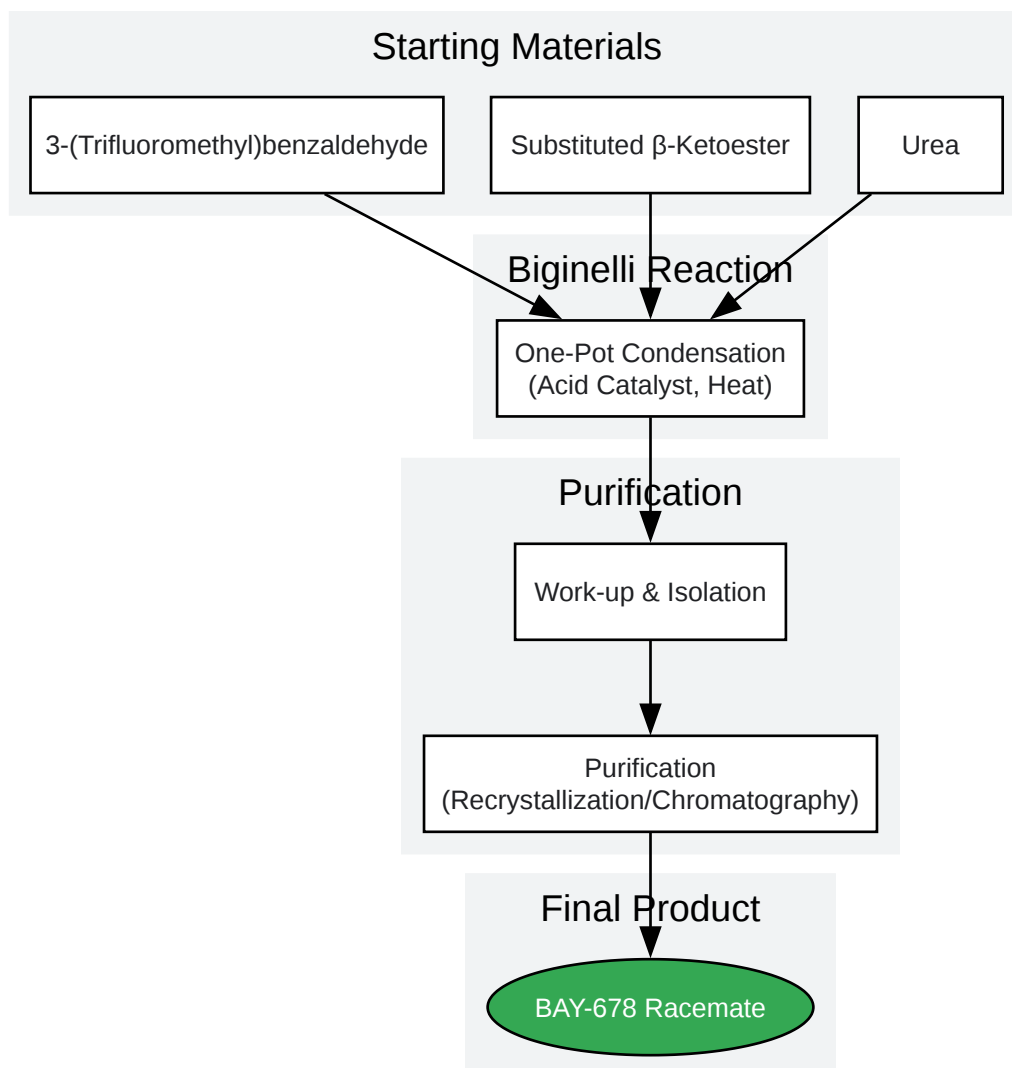 Starting Materials
3-(Trifluoromethyl)benzaldehyde
Substituted β-Ketoester
Urea
Biginelli Reaction
One-Pot Condensation
(Acid Catalyst, Heat)
Purification
Work-up & Isolation
Purification
(Recrystallization/Chromatography)
Final Product
BAY-678 Racemate